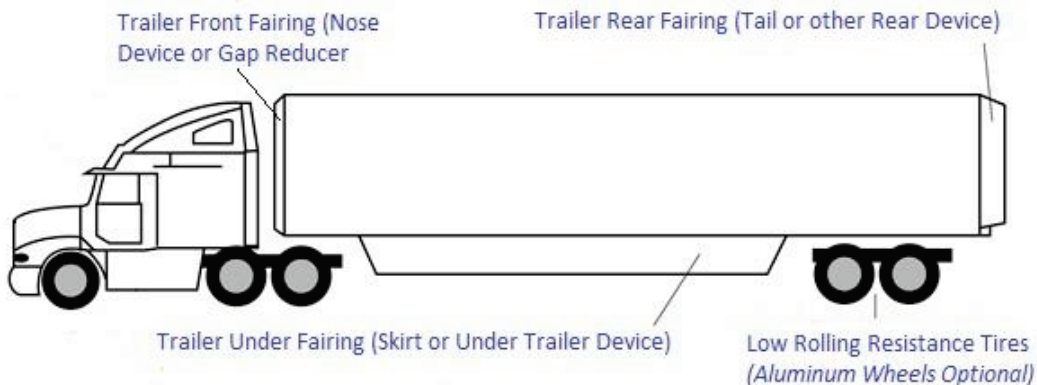 Trailer Front Fairing (Nose
Device or Gap Reducer
Trailer Rear Fairing (Tail or other Rear Device)
Trailer Under Fairing (Skirt or Under Trailer Device)
Low Rolling Resistance Tires
(Aluminum Wheels Optional)